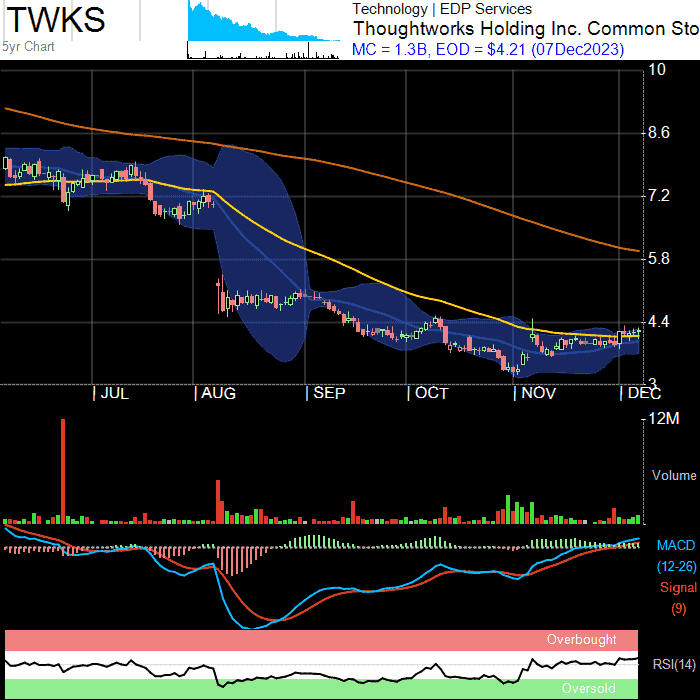 TWKS
5yr Chart
Technology | EDP Services
Thoughtworks Holding Inc. Common Sto
MC = 1.3B, EOD = $4.21 (07Dec2023)
10
8.6
7.2
5.8
4.4
3
JUL AUG SEP OCT NOV DEC
12M
Volume
MACD
(12-26)
Signal
(9)
Overbought
RSI(14)
Oversold